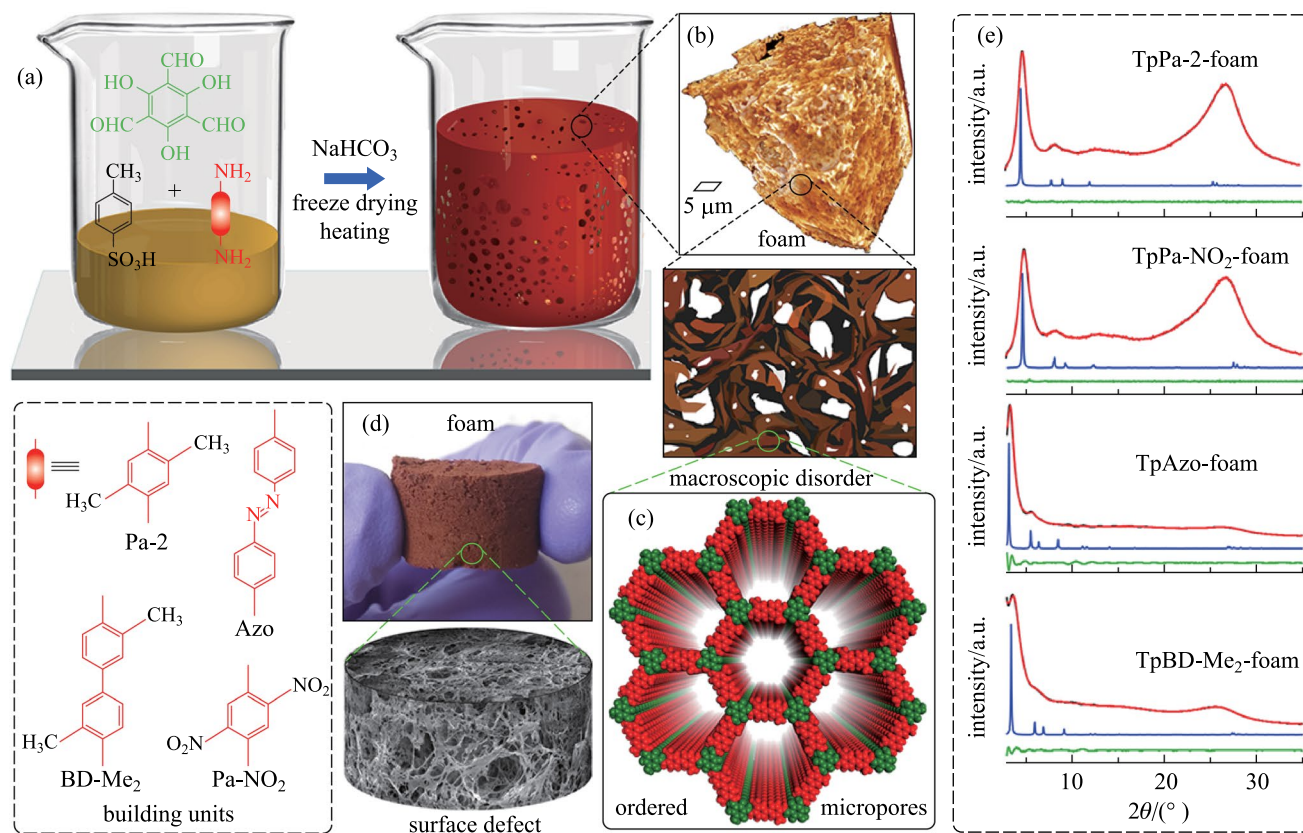 (a)
CHO
HO
OH
OHC
CHO
OH
CH₃
+
NH₂
SO₃H
NH₂
NaHCO₃
freeze drying
heating
(b)
5 μm
foam
macroscopic disorder
(c)
ordered
micropores
(d)
foam
surface defect
CH₃
H₃C
Pa-2
N
N
Azo
CH₃
H₃C
BD-Me₂
NO₂
O₂N
Pa-NO₂
building units
(e)
TpPa-2-foam
intensity/a.u.
TpPa-NO₂-foam
intensity/a.u.
TpAzo-foam
intensity/a.u.
TpBD-Me₂-foam
intensity/a.u.
10 20 30
2θ/(°)